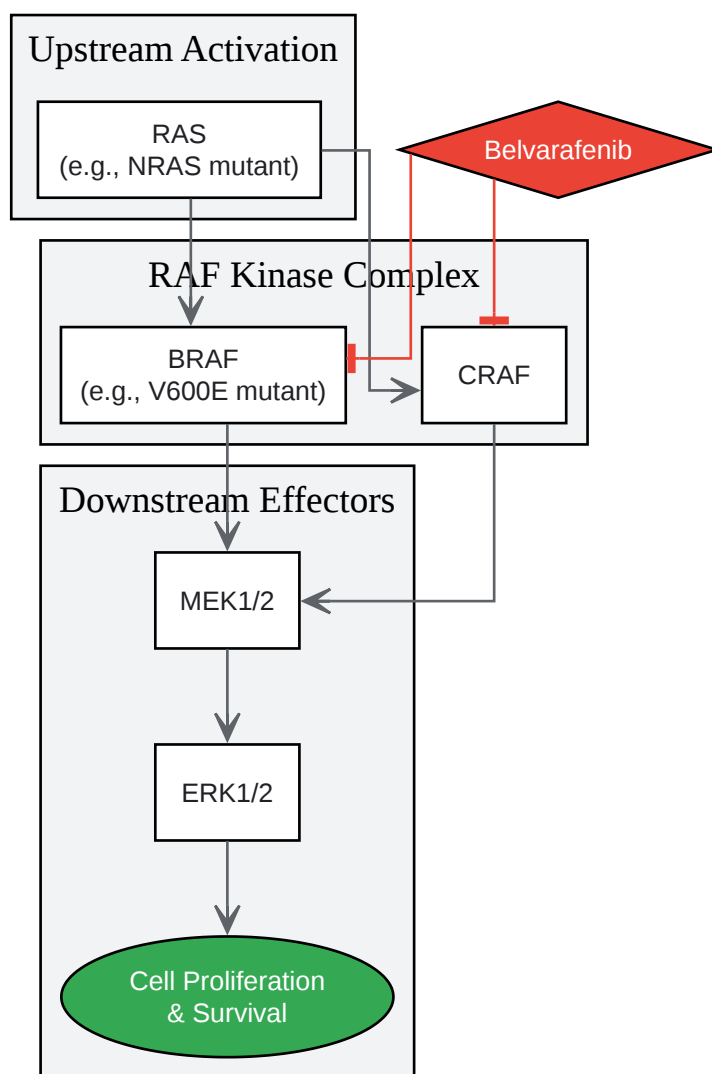 Upstream Activation
RAS
(e.g., NRAS mutant)
Belvarafenib
RAF Kinase Complex
BRAF
(e.g., V600E mutant)
CRAF
Downstream Effectors
MEK1/2
ERK1/2
Cell Proliferation
& Survival